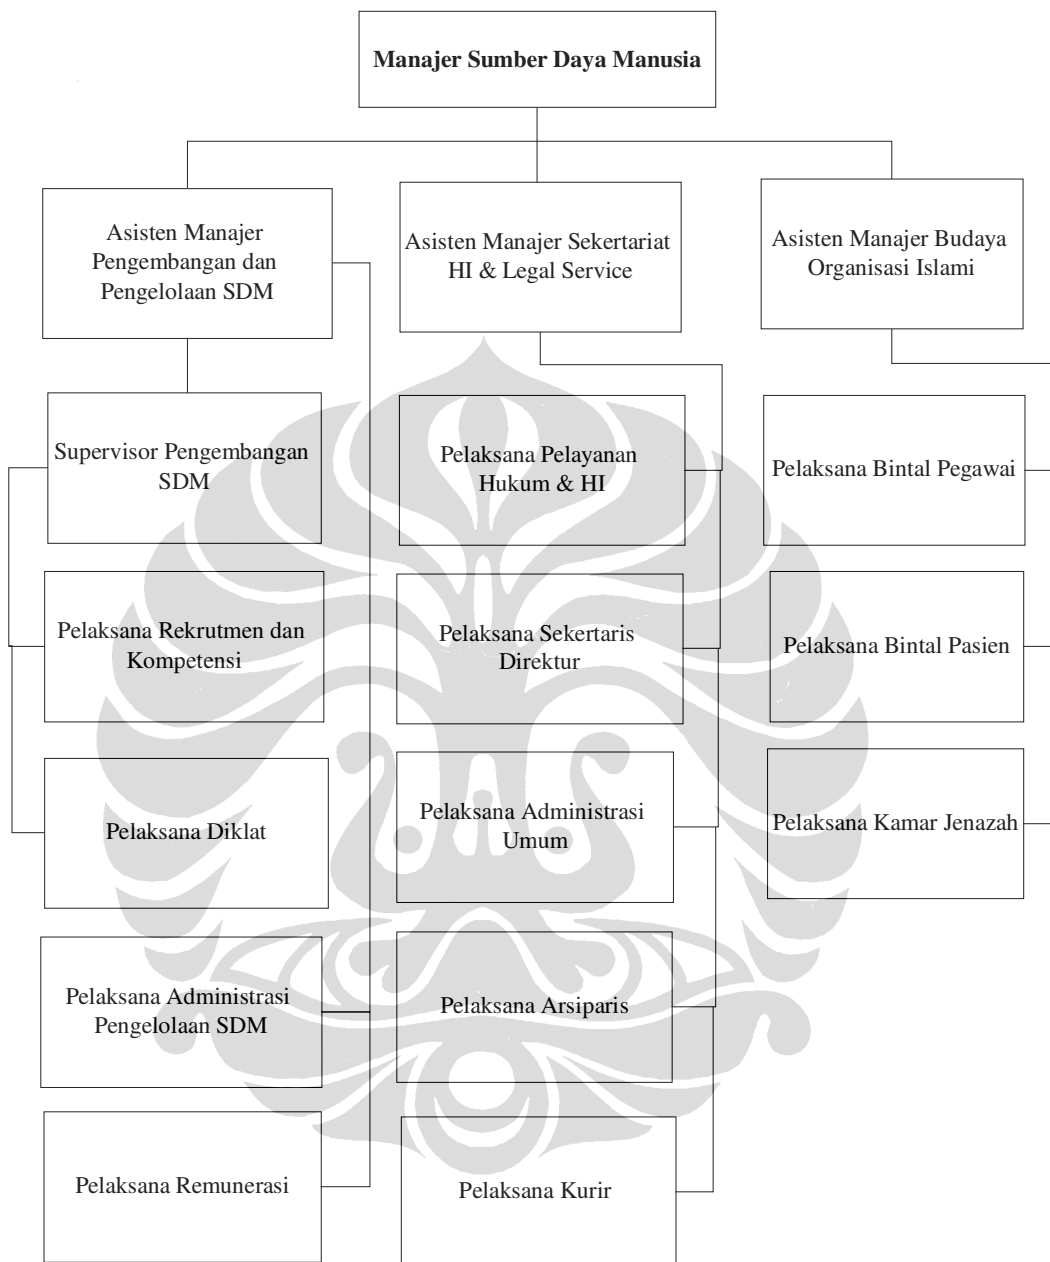 Manajer Sumber Daya Manusia
Asisten Manajer
Pengembangan dan
Pengelolaan SDM
Asisten Manajer Sekertariat
HI & Legal Service
Asisten Manajer Budaya
Organisasi Islami
Supervisor Pengembangan
SDM
Pelaksana Pelayanan
Hukum & HI
Pelaksana Bintal Pegawai
Pelaksana Rekrutmen dan
Kompetensi
Pelaksana Sekertaris
Direktur
Pelaksana Bintal Pasien
Pelaksana Diklat
Pelaksana Administrasi
Umum
Pelaksana Kamar Jenazah
Pelaksana Administrasi
Pengelolaan SDM
Pelaksana Arsiparis
Pelaksana Remunerasi
Pelaksana Kurir